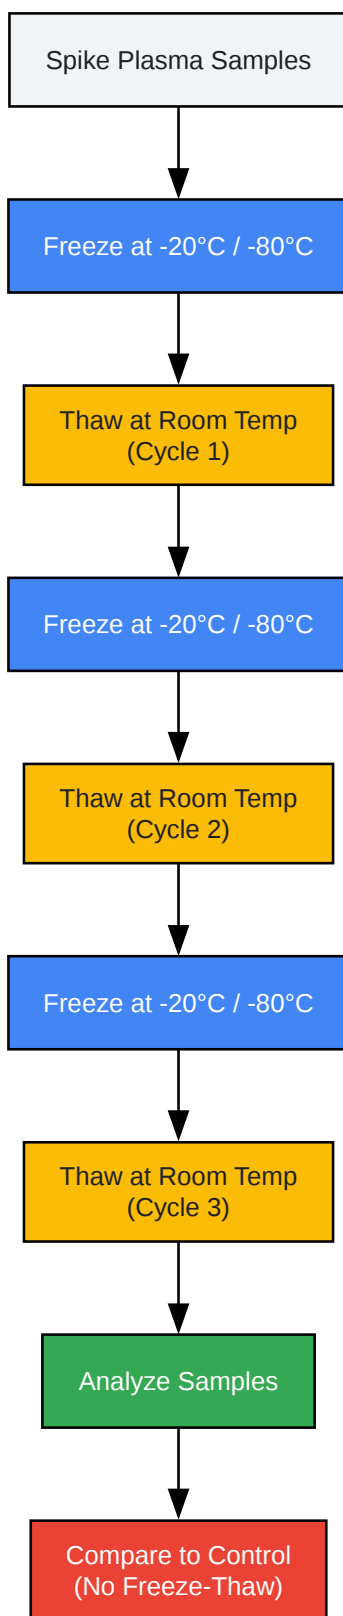 Spike Plasma Samples
Freeze at -20°C / -80°C
Thaw at Room Temp
(Cycle 1)
Freeze at -20°C / -80°C
Thaw at Room Temp
(Cycle 2)
Freeze at -20°C / -80°C
Thaw at Room Temp
(Cycle 3)
Analyze Samples
Compare to Control
(No Freeze-Thaw)